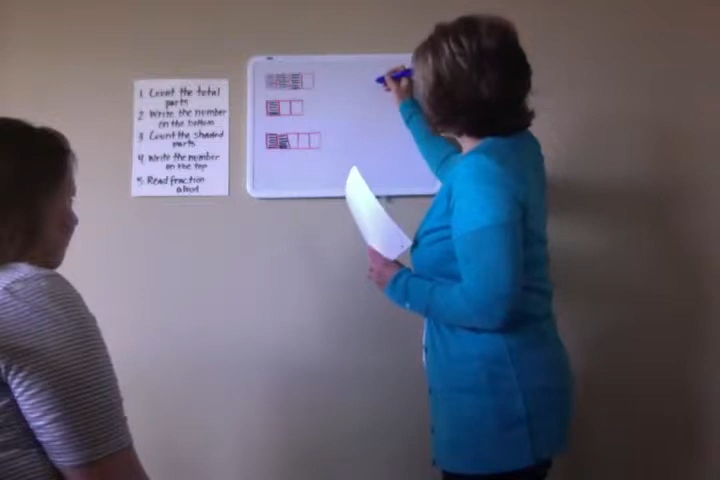 1. Count the total
parts
2. Write the number
on the bottom
3. Count the shaded
parts
4. Write the number
on the top
5. Read fraction
aloud